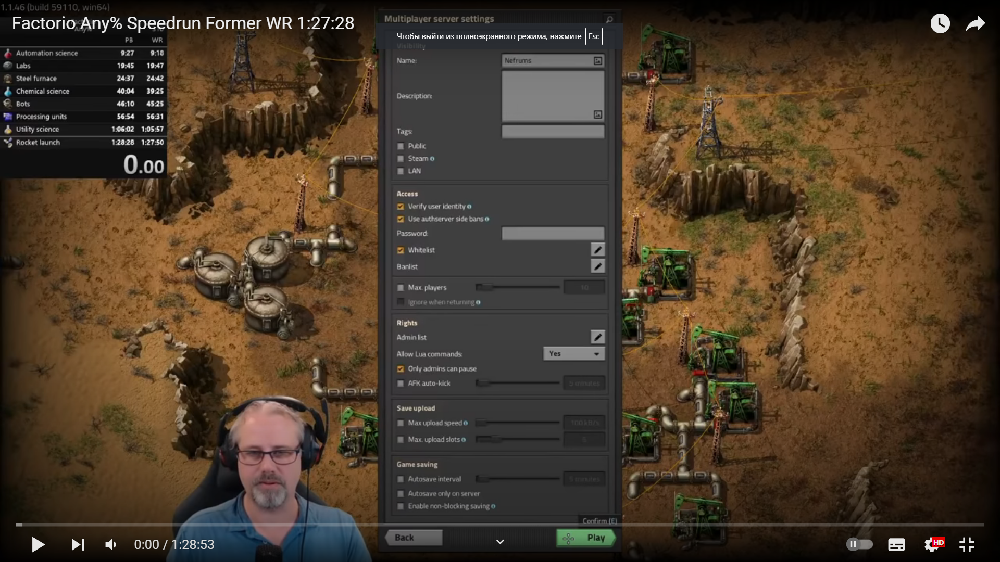 1.1.46 (build 59110, win64)
Factorio Any% Speedrun Former WR 1:27:28
Any%
PB WR
Automation science 9:27 9:18
Labs 19:45 19:47
Steel furnace 24:37 24:42
Chemical science 40:04 39:25
Bots 46:10 45:25
Processing units 56:54 56:31
Utility science 1:06:02 1:05:57
Rocket launch 1:28:28 1:27:50
0.00
Multiplayer server settings
Чтобы выйти из полноэкранного режима, нажмите Esc
Visibility
Name: Nefrums
Description:
Tags:
Public
Steam
LAN
Access
Verify user identity
Use authserver side bans
Password:
Whitelist
Banlist
Max. players 10
Ignore when returning
Rights
Admin list
Allow Lua commands: Yes
Only admins can pause
AFK auto-kick 5 minutes
Save upload
Max upload speed 100 kB/s
Max. upload slots 5
Game saving
Autosave interval 5 minutes
Autosave only on server
Enable non-blocking saving
Confirm (E)
Back Play
0:00 / 1:28:53
HD